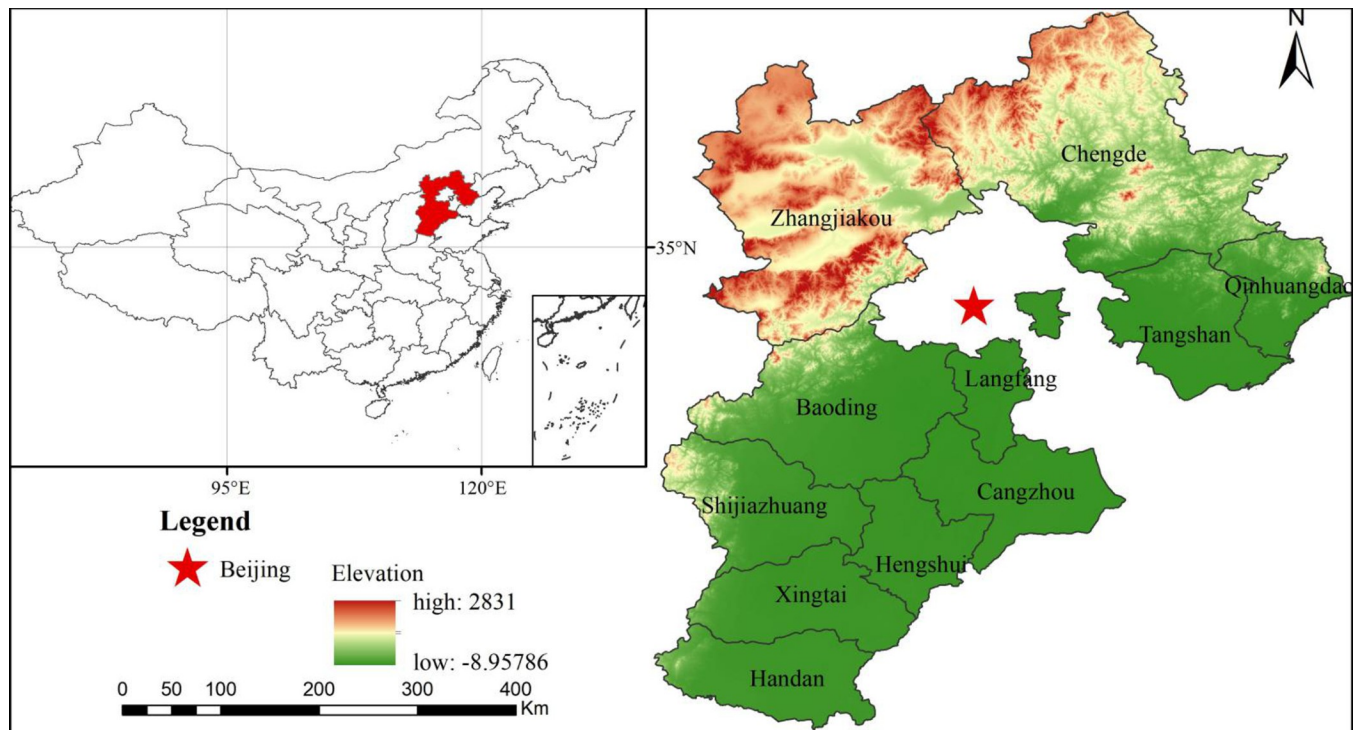 N
Chengde
Zhangjiakou
35°N
Qinhuangdao
Tangshan
Langfang
Baoding
95°E
120°E
Cangzhou
Shijiazhuang
Legend
Beijing
Hengshui
Elevation
Xingtai
high: 2831
low: -8.95786
Handan
0 50 100 200 300 400
Km